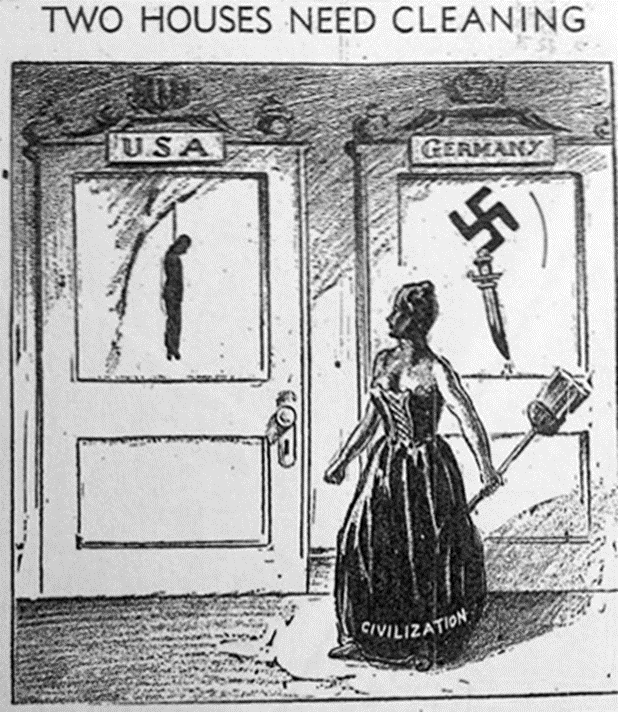 TWO HOUSES NEED CLEANING
USA
GERMANY
CIVILIZATION